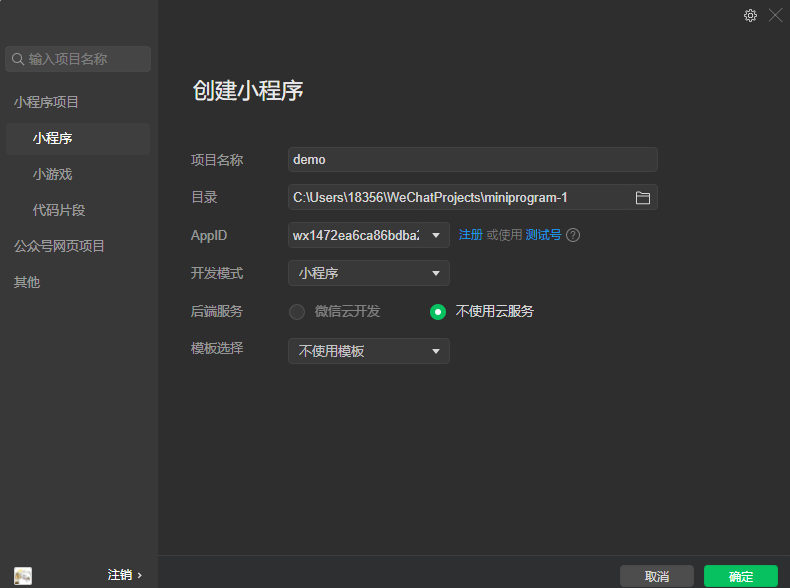 输入项目名称
小程序项目
小程序
小游戏
代码片段
公众号网页项目
其他
注销 ›
创建小程序
项目名称 demo
目录 C:\Users\18356\WeChatProjects\miniprogram-1
AppID wx1472ea6ca86bdba 注册 或使用 测试号 ?
开发模式 小程序
后端服务 微信云开发 不使用云服务
模板选择 不使用模板
取消 确定